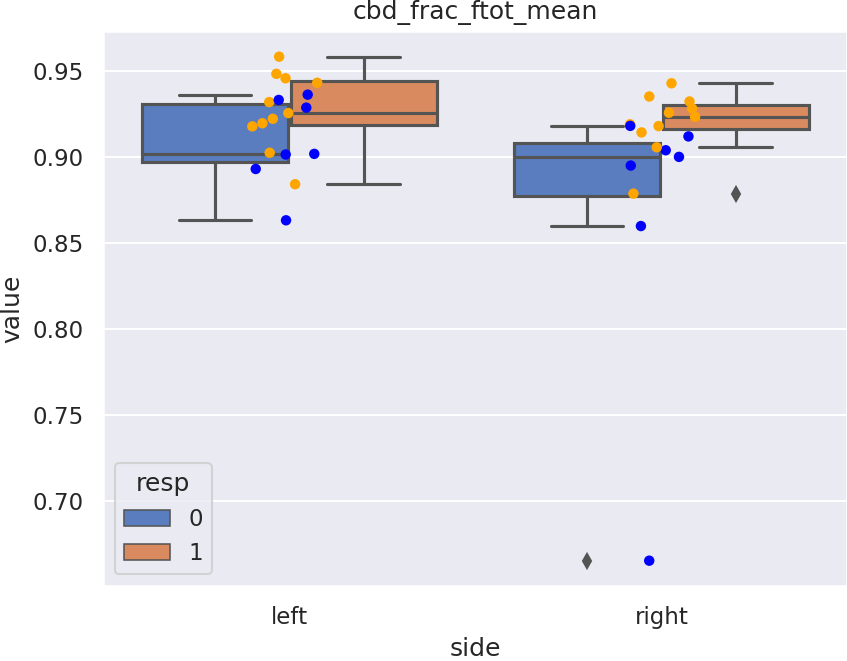 cbd_frac_ftot_mean
value
0.95
0.90
0.85
0.80
0.75
0.70
resp
0
1
left
right
side